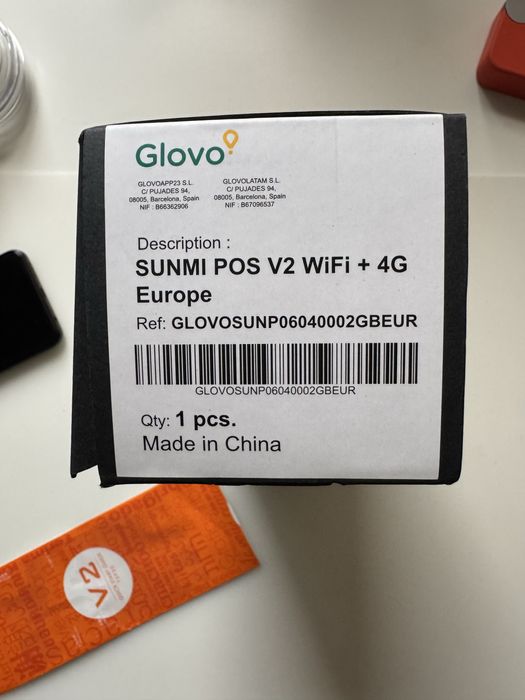 Glovo
GLOVOAPP23 S.L.
C/ PUJADES 94,
08005, Barcelona, Spain
NIF : B66362906
GLOVOLATAM S.L.
C/ PUJADES 94,
08005, Barcelona, Spain
NIF : B67096537
Description :
SUNMI POS V2 WiFi + 4G
Europe
Ref: GLOVOSUNP06040002GBEUR
GLOVOSUNP06040002GBEUR
Qty: 1 pcs.
Made in China
V2